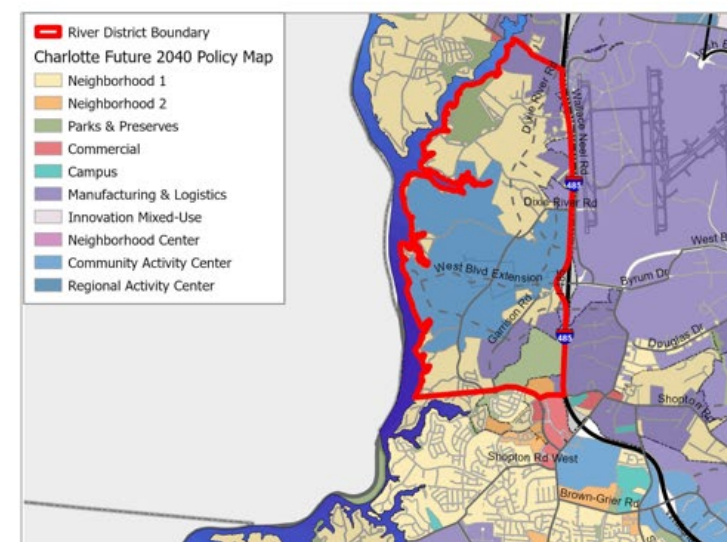 River District Boundary
Charlotte Future 2040 Policy Map
Neighborhood 1
Neighborhood 2
Parks & Preserves
Commercial
Campus
Manufacturing & Logistics
Innovation Mixed-Use
Neighborhood Center
Community Activity Center
Regional Activity Center
Dixie River Rd
Wallace Neel Rd
485
Dixie River Rd
West B
West Blvd Extension
Byrum Dr
Garrison Rd
485
Douglas Dr
Shopton Rd
Shopton Rd West
Brown-Grier Rd